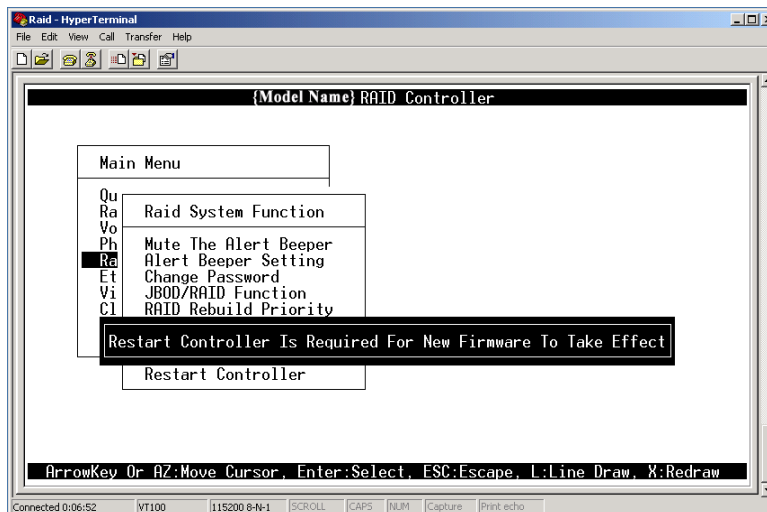 Raid - HyperTerminal
File Edit View Call Transfer Help
{Model Name} RAID Controller
Main Menu
Qu
Ra
Vo
Ph
Ra
Et
Vi
Cl
Raid System Function
Mute The Alert Beeper
Alert Beeper Setting
Change Password
JBOD/RAID Function
RAID Rebuild Priority
Restart Controller Is Required For New Firmware To Take Effect
Restart Controller
ArrowKey Or AZ:Move Cursor, Enter:Select, ESC:Escape, L:Line Draw, X:Redraw
Connected 0:06:52 VT100 115200 8-N-1 SCROLL CAPS NUM Capture Print echo